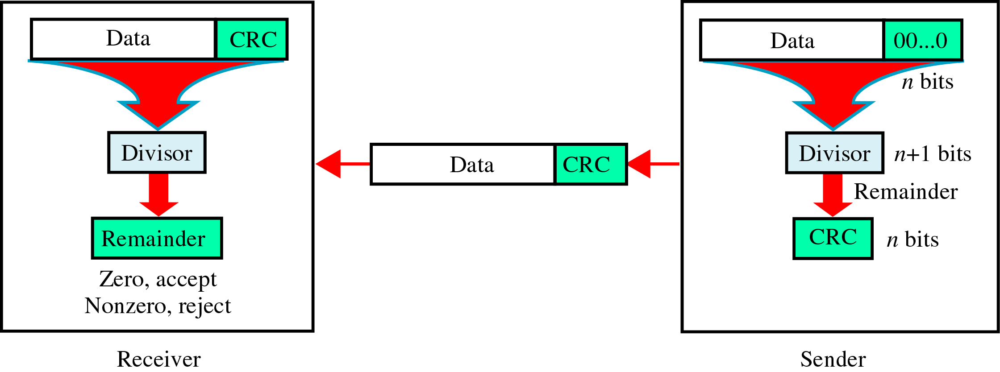 Data CRC
Divisor
Remainder
Zero, accept
Nonzero, reject
Receiver
Data CRC
Data 00...0
n bits
Divisor n+1 bits
Remainder
CRC n bits
Sender